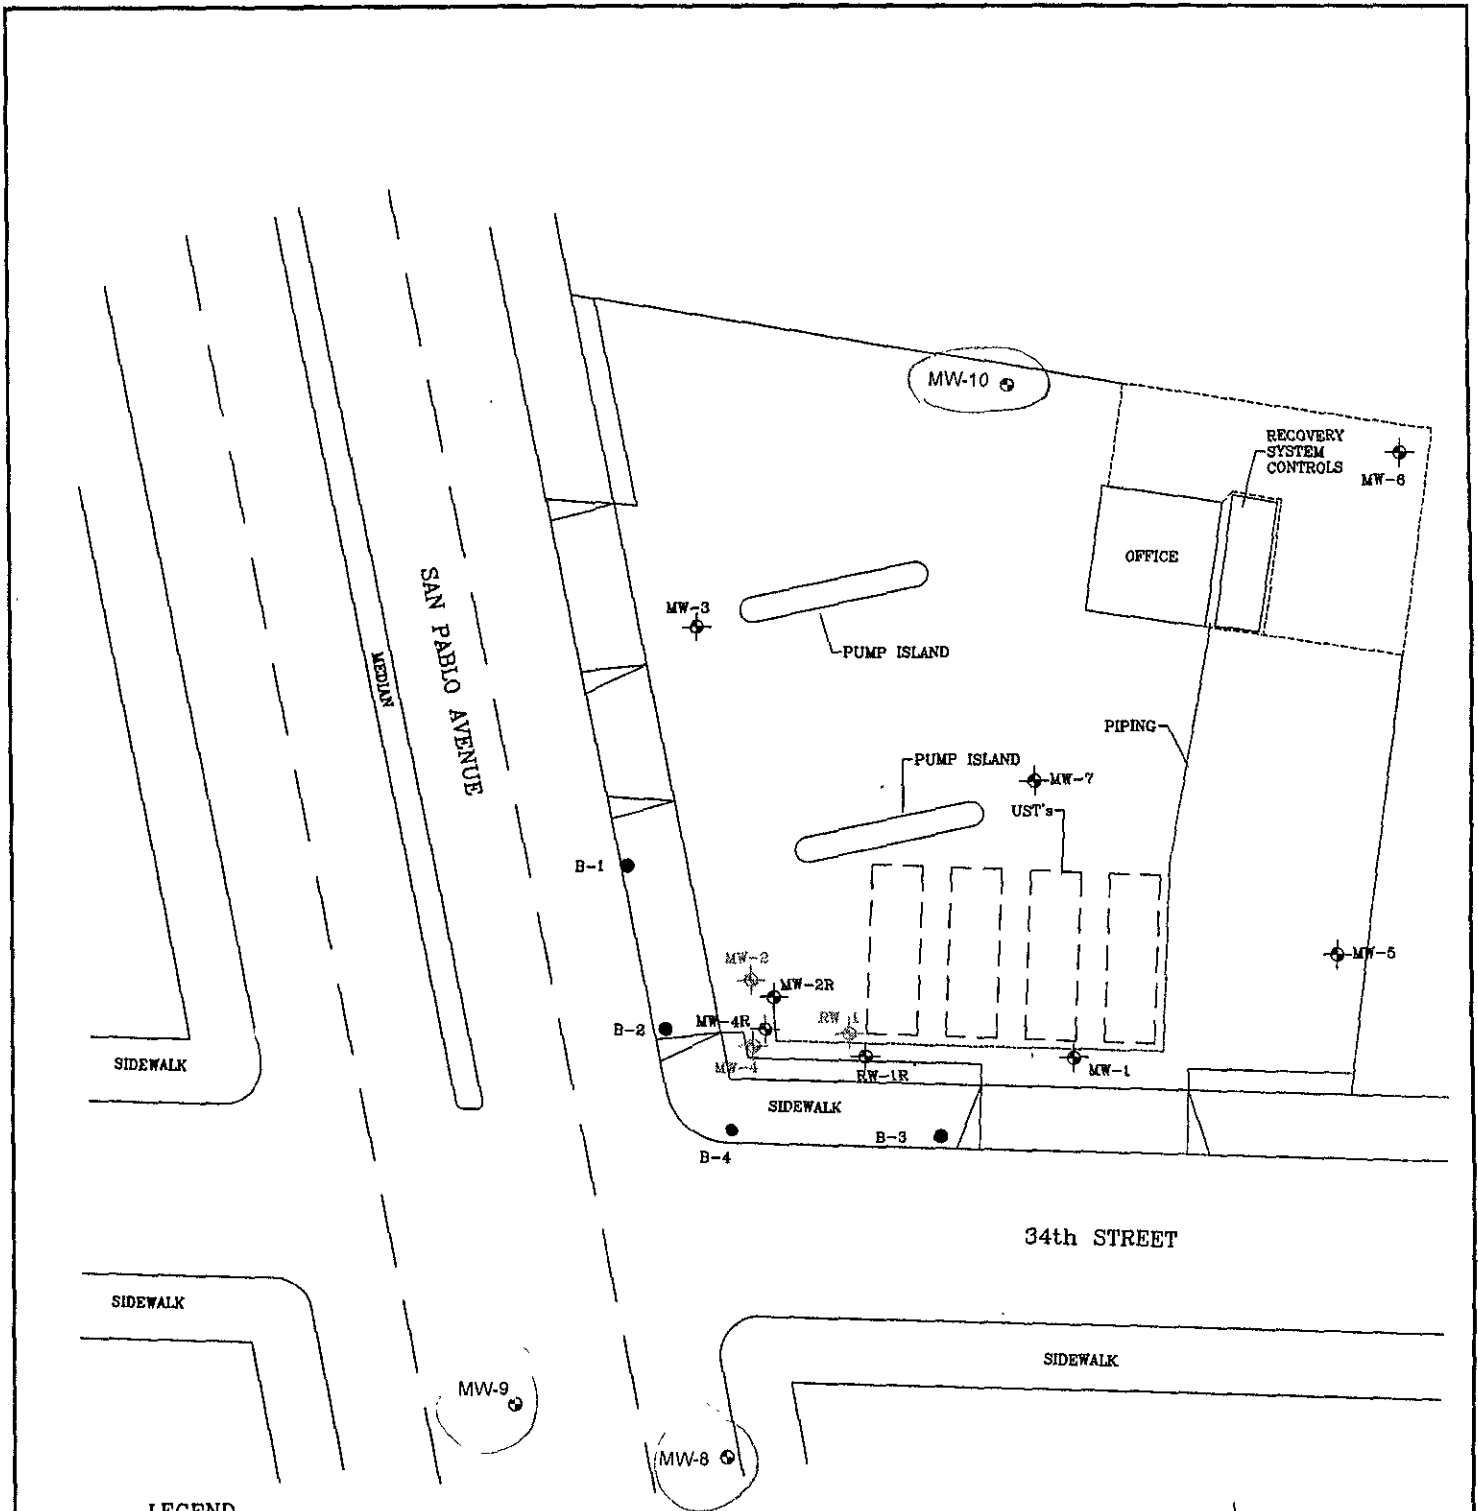 MW-10
RECOVERY
SYSTEM
CONTROLS
MW-6
OFFICE
SAN PABLO AVENUE
MEDIAN
MW-3
PUMP ISLAND
PIPING
PUMP ISLAND
MW-7
UST's
B-1
MW-2
MW-5
MW-2R
B-2
MW-4R
RW-1
SIDEWALK
MW-4
RW-1R
MW-1
SIDEWALK
B-3
B-4
34th STREET
SIDEWALK
SIDEWALK
MW-9
MW-8
LEGEND